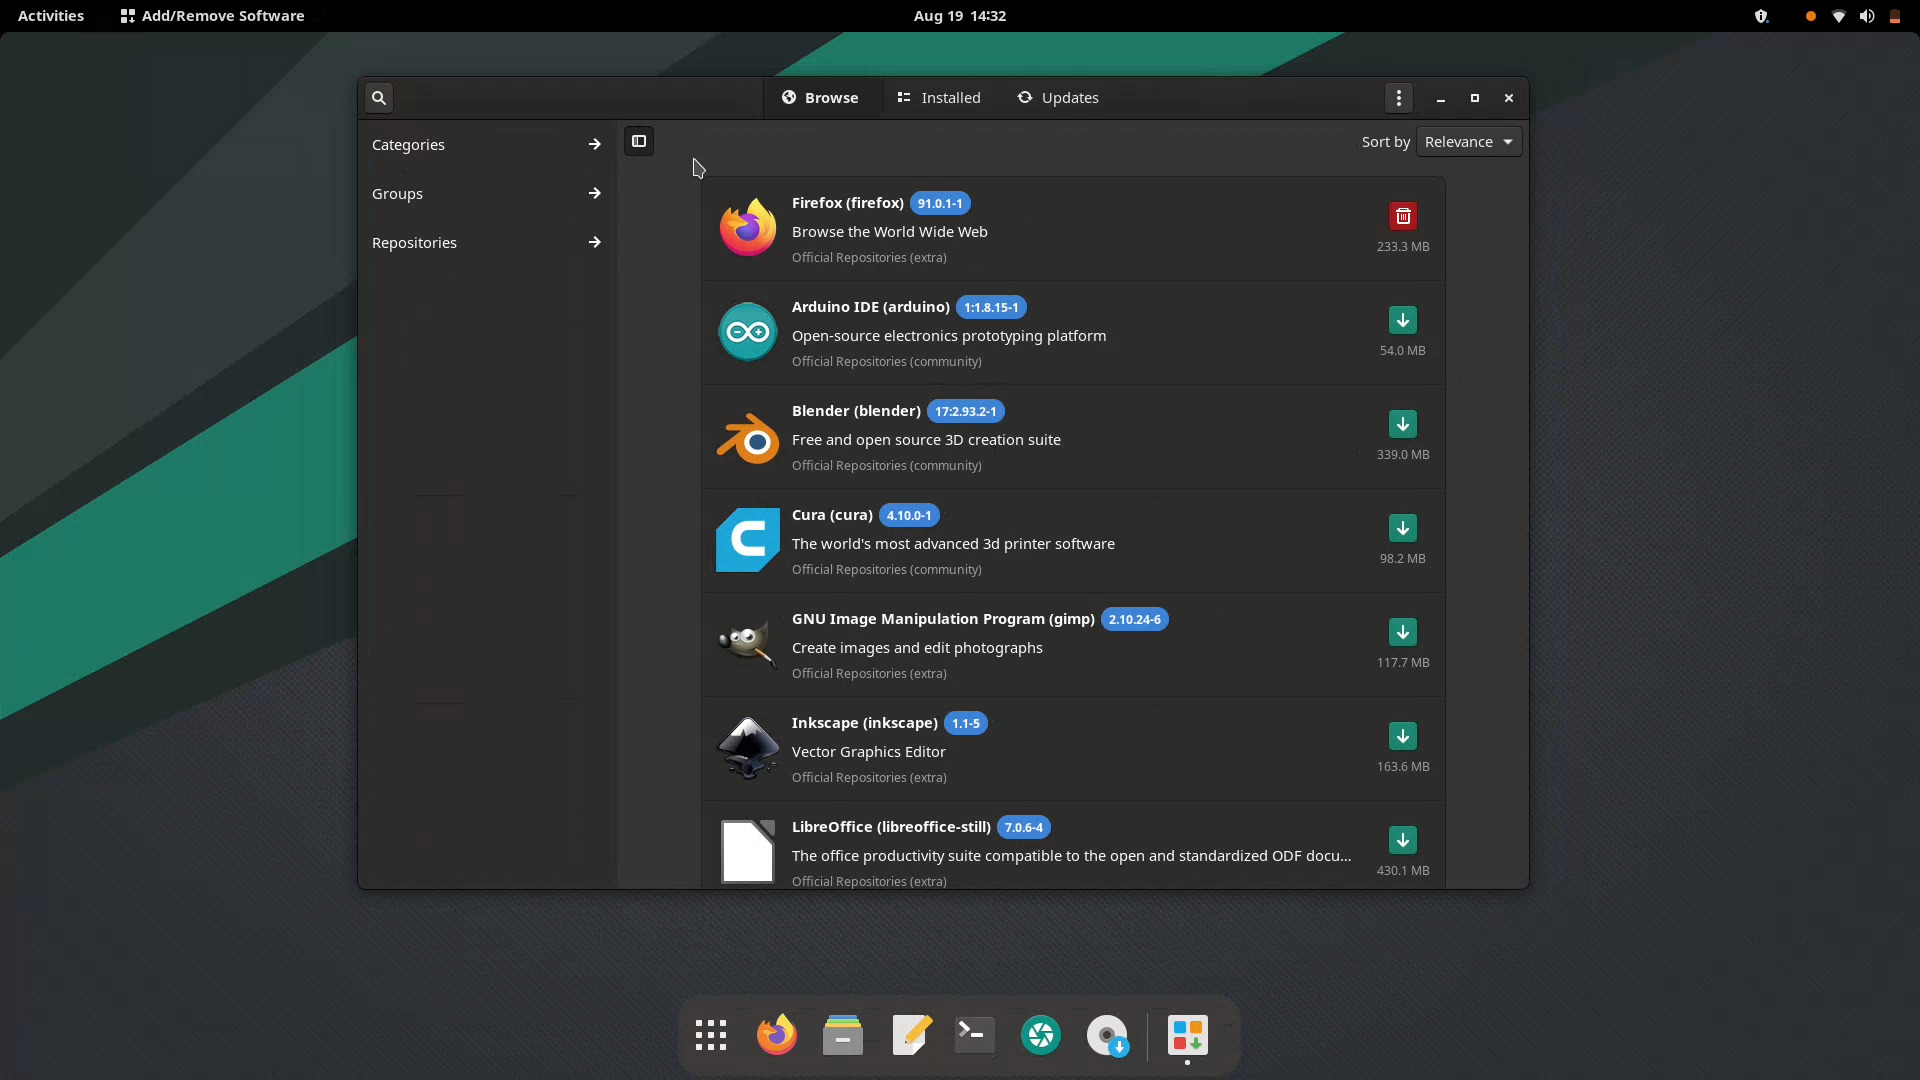 Activities
Add/Remove Software
Aug 19 14:32
Browse
Installed
Updates
Categories
Groups
Repositories
Sort by
Relevance
Firefox (firefox) 91.0.1-1
Browse the World Wide Web
Official Repositories (extra)
233.3 MB
Arduino IDE (arduino) 1:1.8.15-1
Open-source electronics prototyping platform
Official Repositories (community)
54.0 MB
Blender (blender) 17:2.93.2-1
Free and open source 3D creation suite
Official Repositories (community)
339.0 MB
Cura (cura) 4.10.0-1
The world's most advanced 3d printer software
Official Repositories (community)
98.2 MB
GNU Image Manipulation Program (gimp) 2.10.24-6
Create images and edit photographs
Official Repositories (extra)
117.7 MB
Inkscape (inkscape) 1.1-5
Vector Graphics Editor
Official Repositories (extra)
163.6 MB
LibreOffice (libreoffice-still) 7.0.6-4
The office productivity suite compatible to the open and standardized ODF docu...
Official Repositories (extra)
430.1 MB